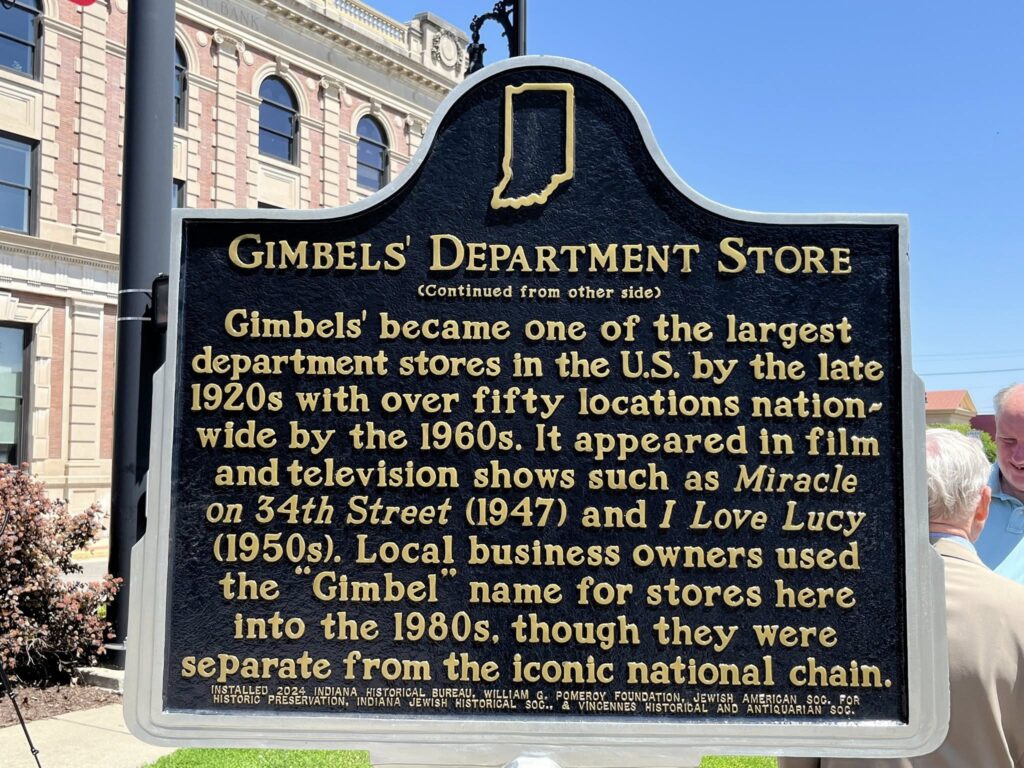 BANK
GIMBELS' DEPARTMENT STORE
(Continued from other side)
Gimbels' became one of the largest
department stores in the U.S. by the late
1920s with over fifty locations nation-
wide by the 1960s. It appeared in film
and television shows such as Miracle
on 34th Street (1947) and I Love Lucy
(1950s). Local business owners used
the "Gimbel" name for stores here
into the 1980s, though they were
separate from the iconic national chain.
INSTALLED 2024 INDIANA HISTORICAL BUREAU, WILLIAM G. POMEROY FOUNDATION, JEWISH AMERICAN SOC. FOR
HISTORIC PRESERVATION, INDIANA JEWISH HISTORICAL SOC., & VINCENNES HISTORICAL AND ANTIQUARIAN SOC.